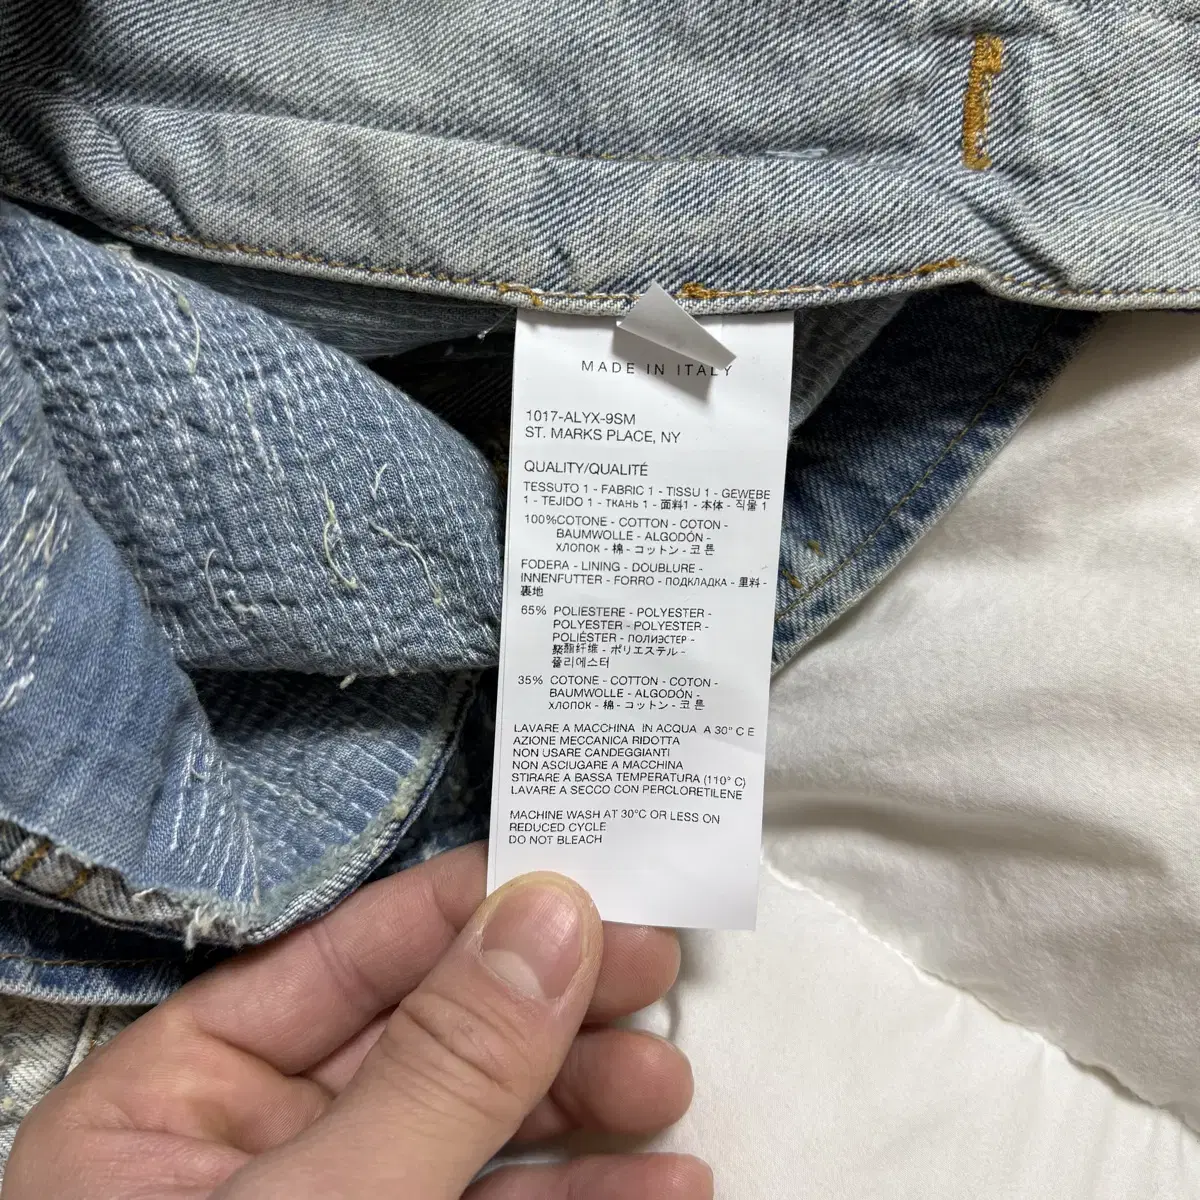 MADE IN ITALY
1017-ALYX-9SM
ST. MARKS PLACE, NY
QUALITY/QUALITÉ
TESSUTO 1 - FABRIC 1 - TISSU 1 - GEWEBE
1 - TEJIDO 1 - ТКАНЬ 1 - 面料1 - 本体 - 직물 1
100%COTONE - COTTON - COTON -
BAUMWOLLE - ALGODÓN -
ХЛОПОК - 棉 - コットン - 코튼
FODERA - LINING - DOUBLURE -
INNENFUTTER - FORRO - ПОДКЛАДКА - 里料 -
裏地
65% POLIESTERE - POLYESTER -
POLYESTER - POLYESTER -
POLIÉSTER - ПОЛИЭСТЕР -
聚酯纤维 - ポリエステル -
폴리에스터
35% COTONE - COTTON - COTON -
BAUMWOLLE - ALGODÓN -
ХЛОПОК - 棉 - コットン - 코튼
LAVARE A MACCHINA IN ACQUA A 30° C E
AZIONE MECCANICA RIDOTTA
NON USARE CANDEGGIANTI
NON ASCIUGARE A MACCHINA
STIRARE A BASSA TEMPERATURA (110° C)
LAVARE A SECCO CON PERCLORETILENE
MACHINE WASH AT 30°C OR LESS ON
REDUCED CYCLE
DO NOT BLEACH